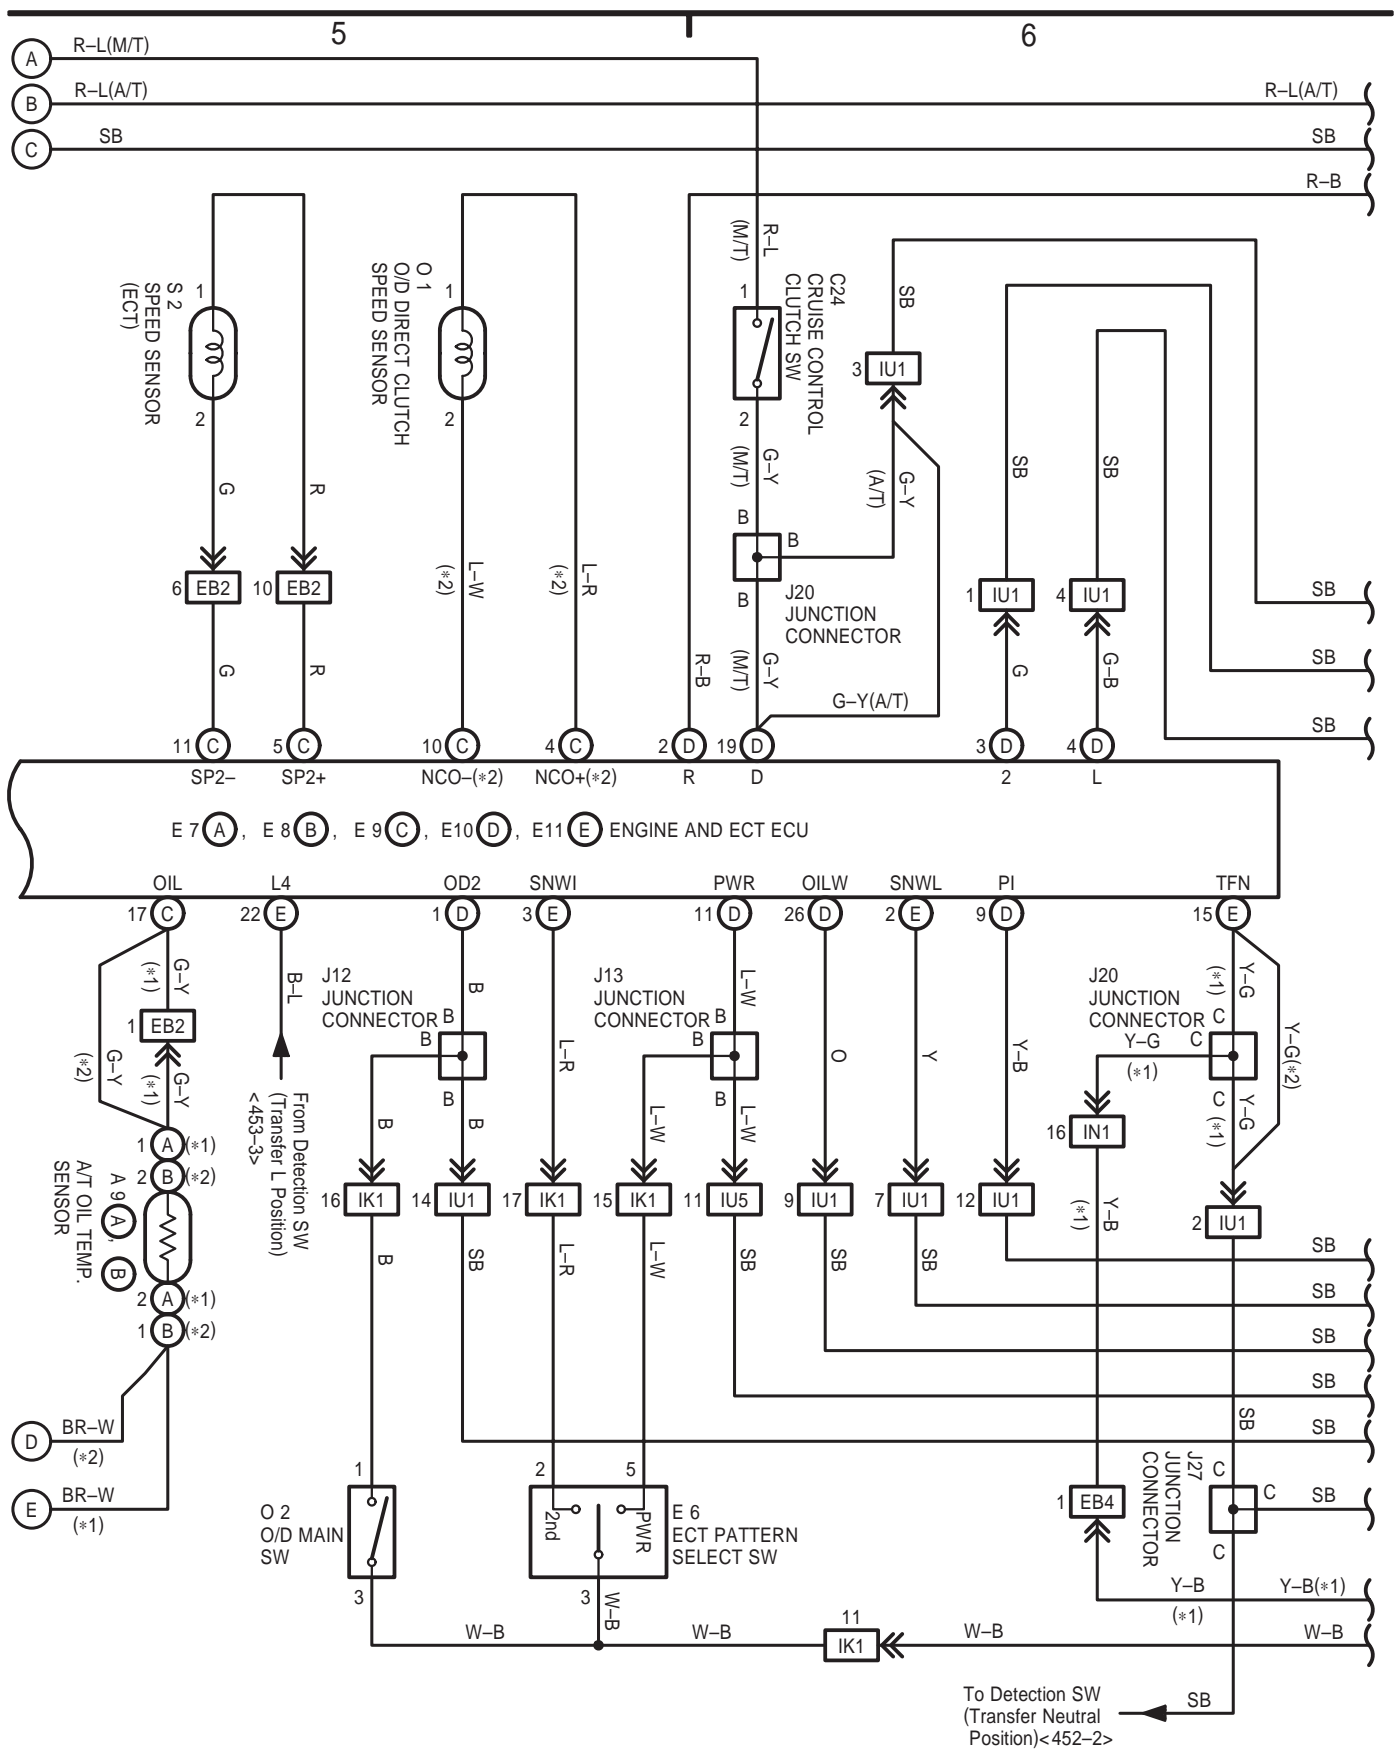 5
6
A
R–L(M/T)
B
R–L(A/T)
R–L(A/T)
C
SB
SB
R–B
R–L
(M/T)
S 2
SPEED SENSOR
(ECT)
1
2
O 1
O/D DIRECT CLUTCH
SPEED SENSOR
1
2
1
2
C24
CRUISE CONTROL
CLUTCH SW
SB
3 IU1
G
R
L–W
(*2)
L–R
(*2)
G–Y
(M/T)
G–Y
(A/T)
SB
SB
B
B
B
J20
JUNCTION
CONNECTOR
6 EB2
10 EB2
1 IU1
4 IU1
SB
SB
SB
G
R
R–B
G–Y
(M/T)
G–Y(A/T)
G
G–B
11 C
5 C
10 C
4 C
2 D
19 D
3 D
4 D
SP2–
SP2+
NCO–(*2)
NCO+(*2)
R
D
2
L
E 7 A , E 8 B , E 9 C , E10 D , E11 E ENGINE AND ECT ECU
OIL
L4
OD2
SNWI
PWR
OILW
SNWL
PI
TFN
17 C
22 E
1 D
3 E
11 D
26 D
2 E
9 D
15 E
G–Y
(*1)
B–L
J12
JUNCTION
CONNECTOR
B
B
B
B
J13
JUNCTION
CONNECTOR
L–W
B
B
B
J20
JUNCTION
CONNECTOR
Y–G
(*1)
C
C
C
Y–G
(*1)
Y–G(*2)
1 EB2
G–Y
(*2)
G–Y
(*1)
L–R
O
Y
Y–B
Y–G
(*1)
B
B
L–W
L–W
16 IN1
From Detection SW
(Transfer L Position)
<453–3>
1 A (*1)
2 B (*2)
A 9 A , B
A/T OIL TEMP.
SENSOR
2 A (*1)
1 B (*2)
16 IK1
14 IU1
17 IK1
15 IK1
11 IU5
9 IU1
7 IU1
12 IU1
2 IU1
B
SB
L–R
L–W
SB
SB
SB
Y–B
(*1)
SB
SB
SB
SB
SB
SB
D
BR–W
(*2)
E
BR–W
(*1)
1
3
O 2
O/D MAIN
SW
2
5
2nd
PWR
3
E 6
ECT PATTERN
SELECT SW
W–B
1 EB4
J27
JUNCTION
CONNECTOR
C
C
C
SB
Y–B
(*1)
Y–B(*1)
W–B
W–B
11
IK1
W–B
W–B
To Detection SW
(Transfer Neutral
Position)<452–2>
SB